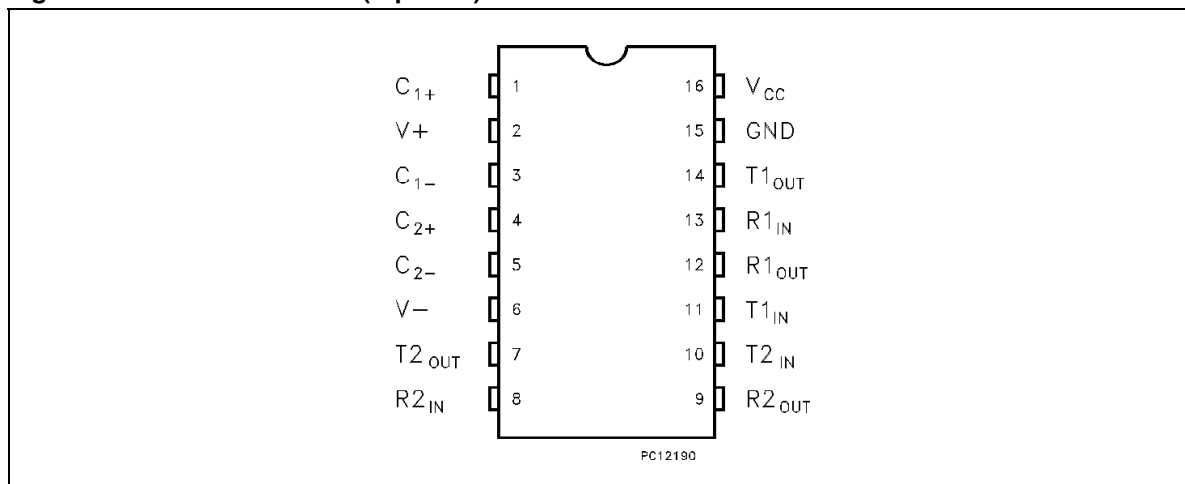 C1+ 1 16 VCC
V+ 2 15 GND
C1− 3 14 T1OUT
C2+ 4 13 R1IN
C2− 5 12 R1OUT
V− 6 11 T1IN
T2OUT 7 10 T2IN
R2IN 8 9 R2OUT
PC12190